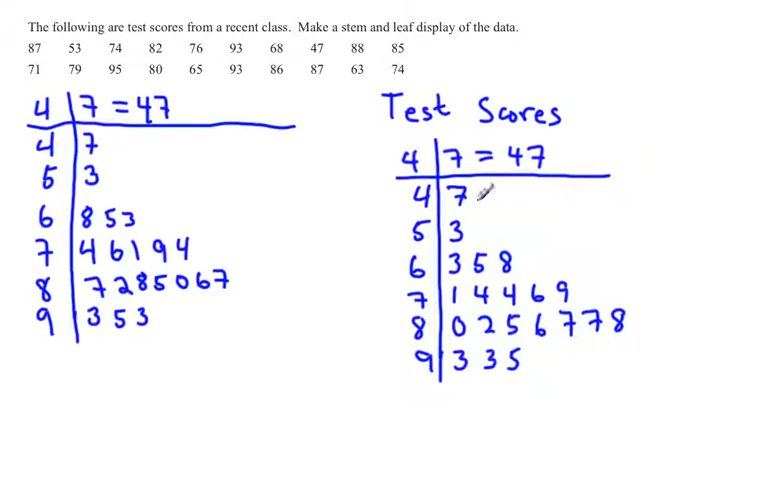 The following are test scores from a recent class. Make a stem and leaf display of the data.
87 53 74 82 76 93 68 47 88 85
71 79 95 80 65 93 86 87 63 74
4 | 7 = 47
4 | 7
5 | 3
6 | 8 5 3
7 | 4 6 1 9 4
8 | 7 2 8 5 0 6 7
9 | 3 5 3
Test Scores
4 | 7 = 47
4 | 7
5 | 3
6 | 3 5 8
7 | 1 4 4 6 9
8 | 0 2 5 6 7 7 8
9 | 3 3 5